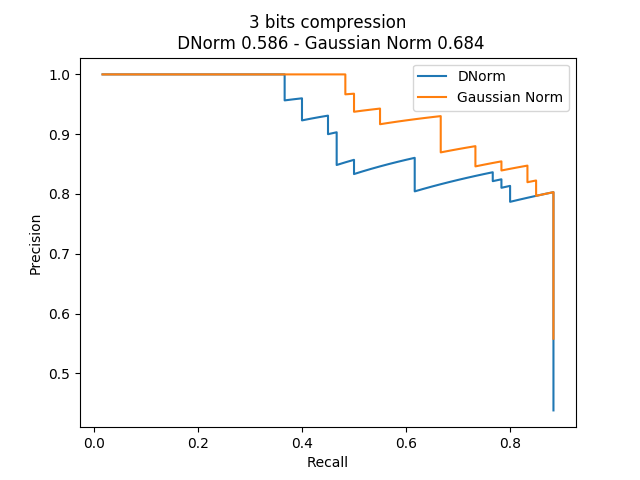 3 bits compression
DNorm 0.586 - Gaussian Norm 0.684
DNorm
Gaussian Norm
1.0
0.9
0.8
0.7
0.6
0.5
Precision
0.0 0.2 0.4 0.6 0.8
Recall